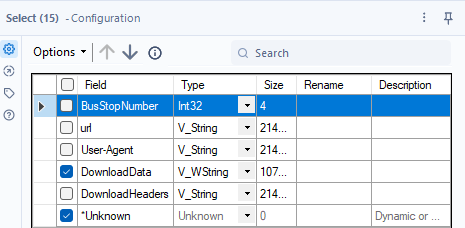 Select (15) - Configuration
Options Search
Field Type Size Rename Description
BusStopNumber Int32 4
url V_String 214...
User-Agent V_String 214...
DownloadData V_WString 107...
DownloadHeaders V_String 214...
*Unknown Unknown 0 Dynamic or ...